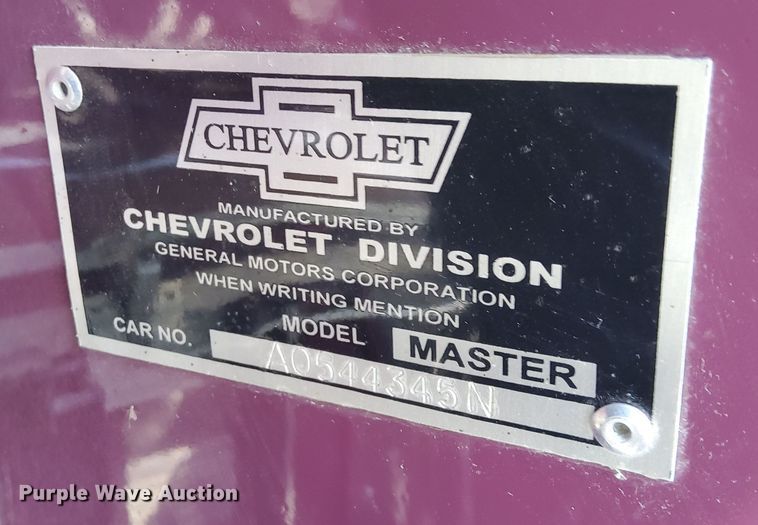 CHEVROLET
MANUFACTURED BY
CHEVROLET DIVISION
GENERAL MOTORS CORPORATION
WHEN WRITING MENTION
MODEL MASTER
CAR NO. A0544345N
Purple Wave Auction